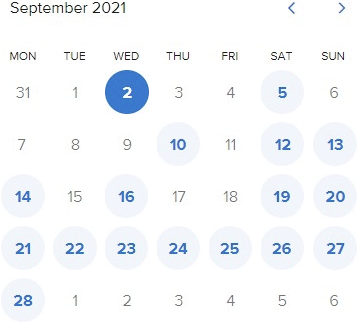 September 2021 < >
MON TUE WED THU FRI SAT SUN
31 1 2 3 4 5 6
7 8 9 10 11 12 13
14 15 16 17 18 19 20
21 22 23 24 25 26 27
28 1 2 3 4 5 6